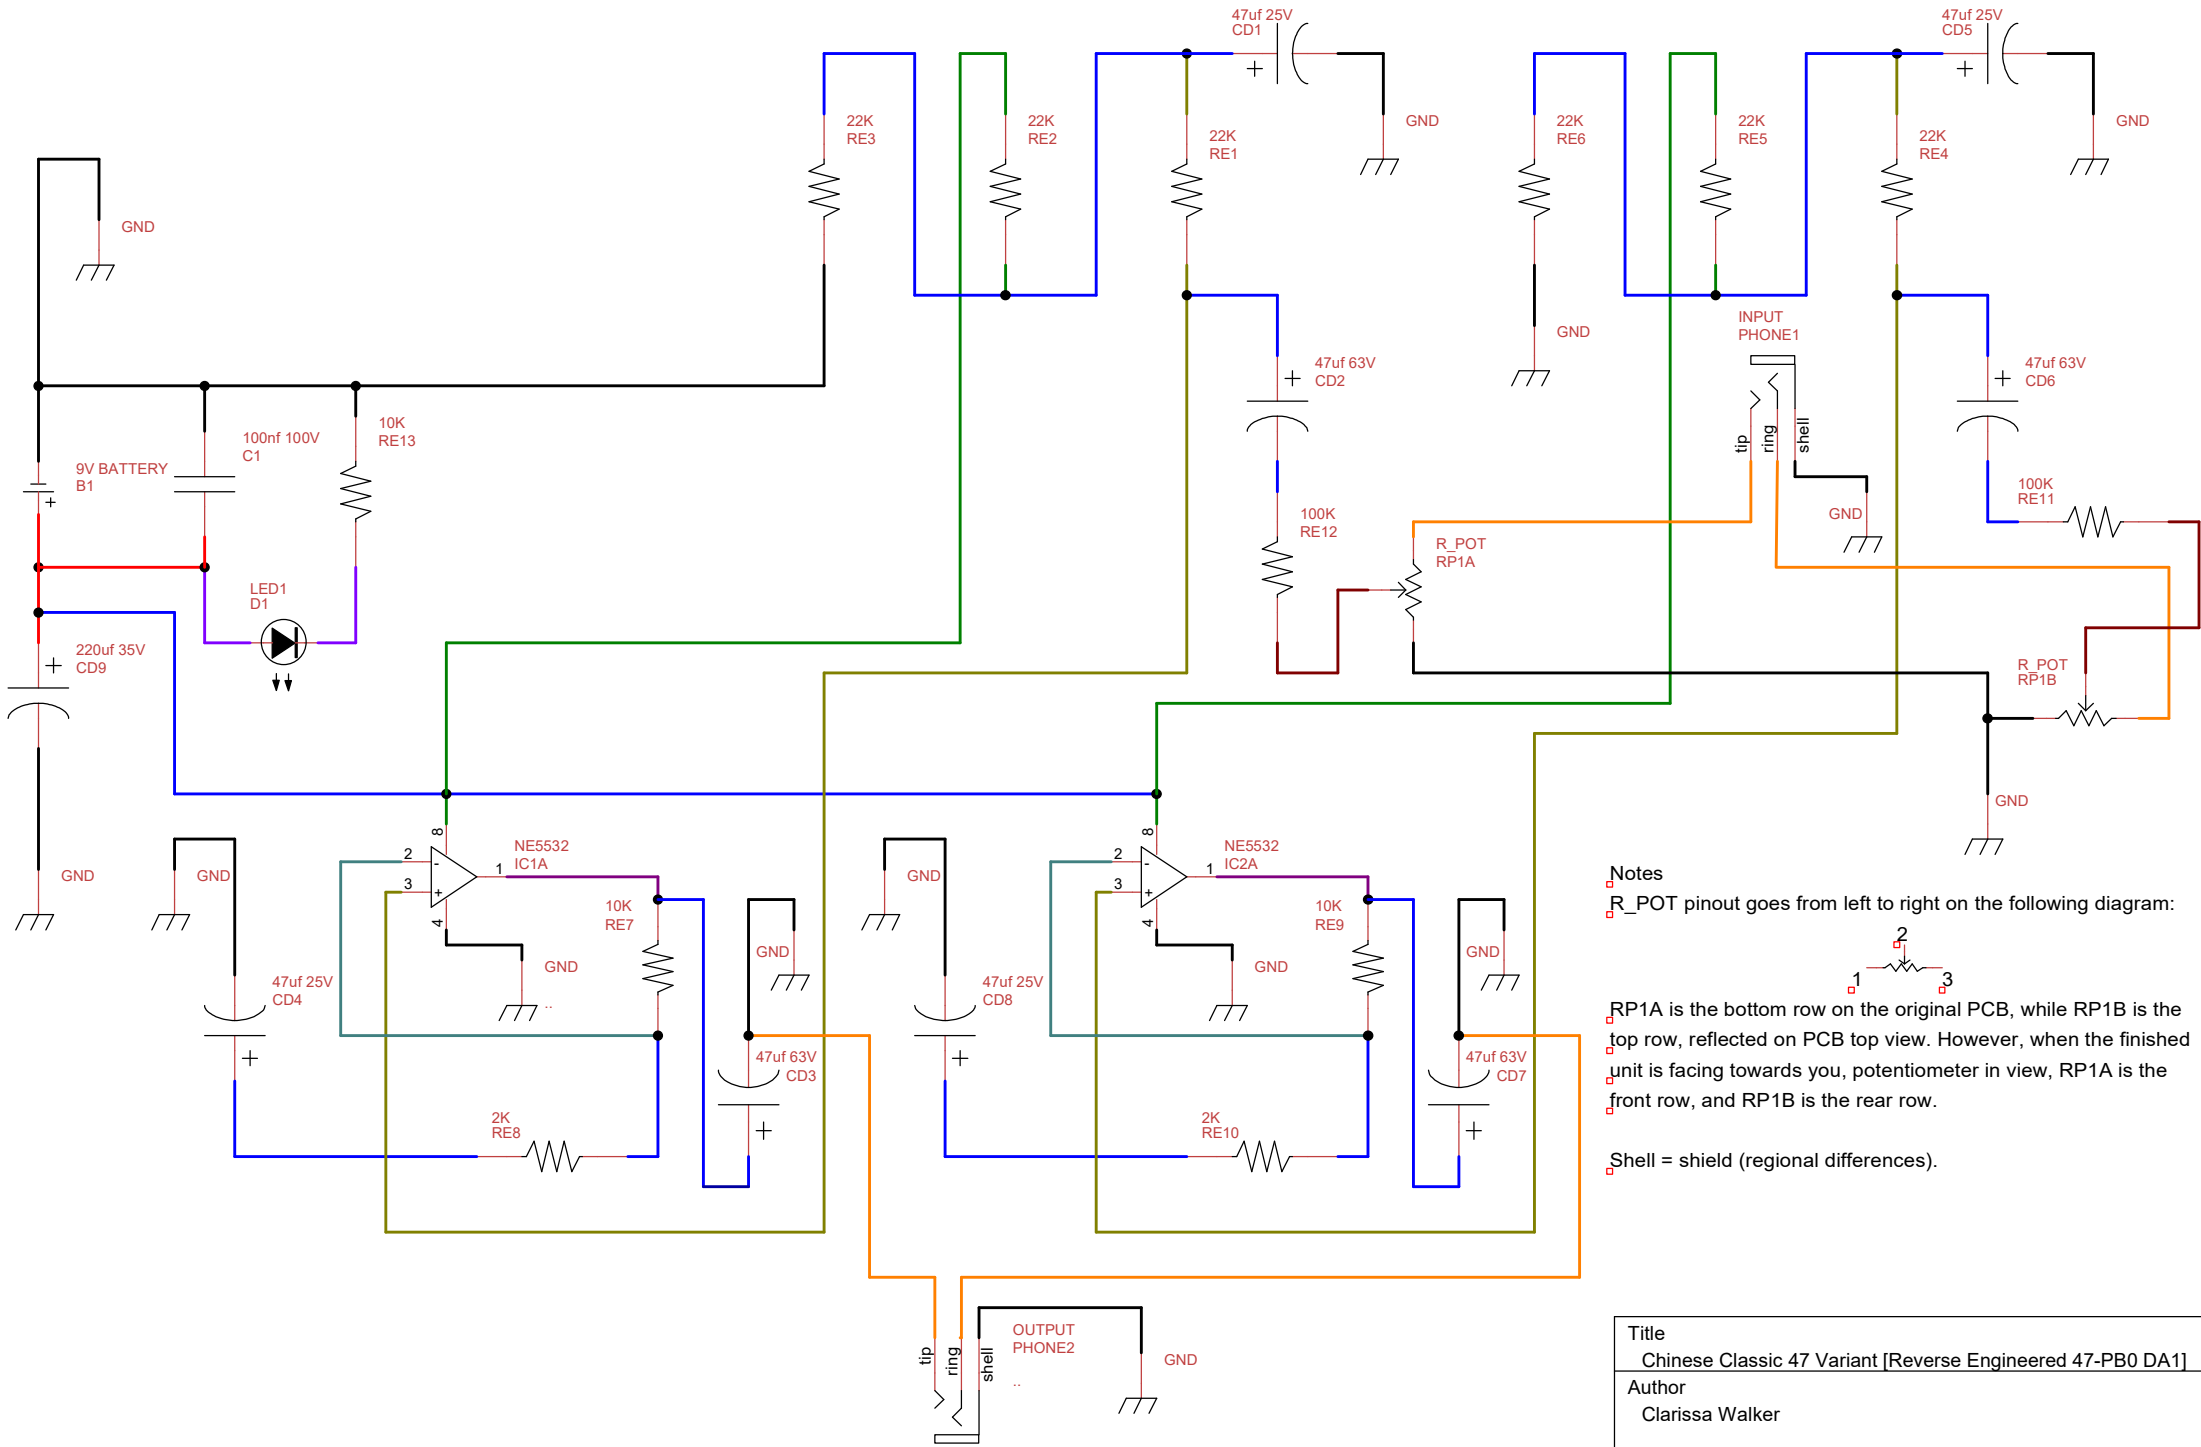 47uf 25V
CD1
+
GND
22K
RE3
22K
RE2
22K
RE1
47uf 25V
CD5
+
GND
22K
RE6
22K
RE5
22K
RE4
GND
GND
INPUT
PHONE1
tip
ring
shell
GND
47uf 63V
CD2
+
47uf 63V
CD6
+
100nf 100V
C1
10K
RE13
9V BATTERY
B1
+
100K
RE12
R_POT
RP1A
100K
RE11
LED1
D1
220uf 35V
CD9
+
R_POT
RP1B
GND
GND
GND
8
2
-
3
+
1
4
NE5532
IC1A
GND
..
10K
RE7
GND
47uf 25V
CD4
+
47uf 63V
CD3
+
2K
RE8
GND
8
2
-
3
+
1
4
NE5532
IC2A
GND
10K
RE9
GND
47uf 25V
CD8
+
47uf 63V
CD7
+
2K
RE10
OUTPUT
PHONE2
..
tip
ring
shell
GND
Notes
R_POT pinout goes from left to right on the following diagram:
2
1
3
RP1A is the bottom row on the original PCB, while RP1B is the
top row, reflected on PCB top view. However, when the finished
unit is facing towards you, potentiometer in view, RP1A is the
front row, and RP1B is the rear row.
Shell = shield (regional differences).
Title
Chinese Classic 47 Variant [Reverse Engineered 47-PB0 DA1]
Author
Clarissa Walker